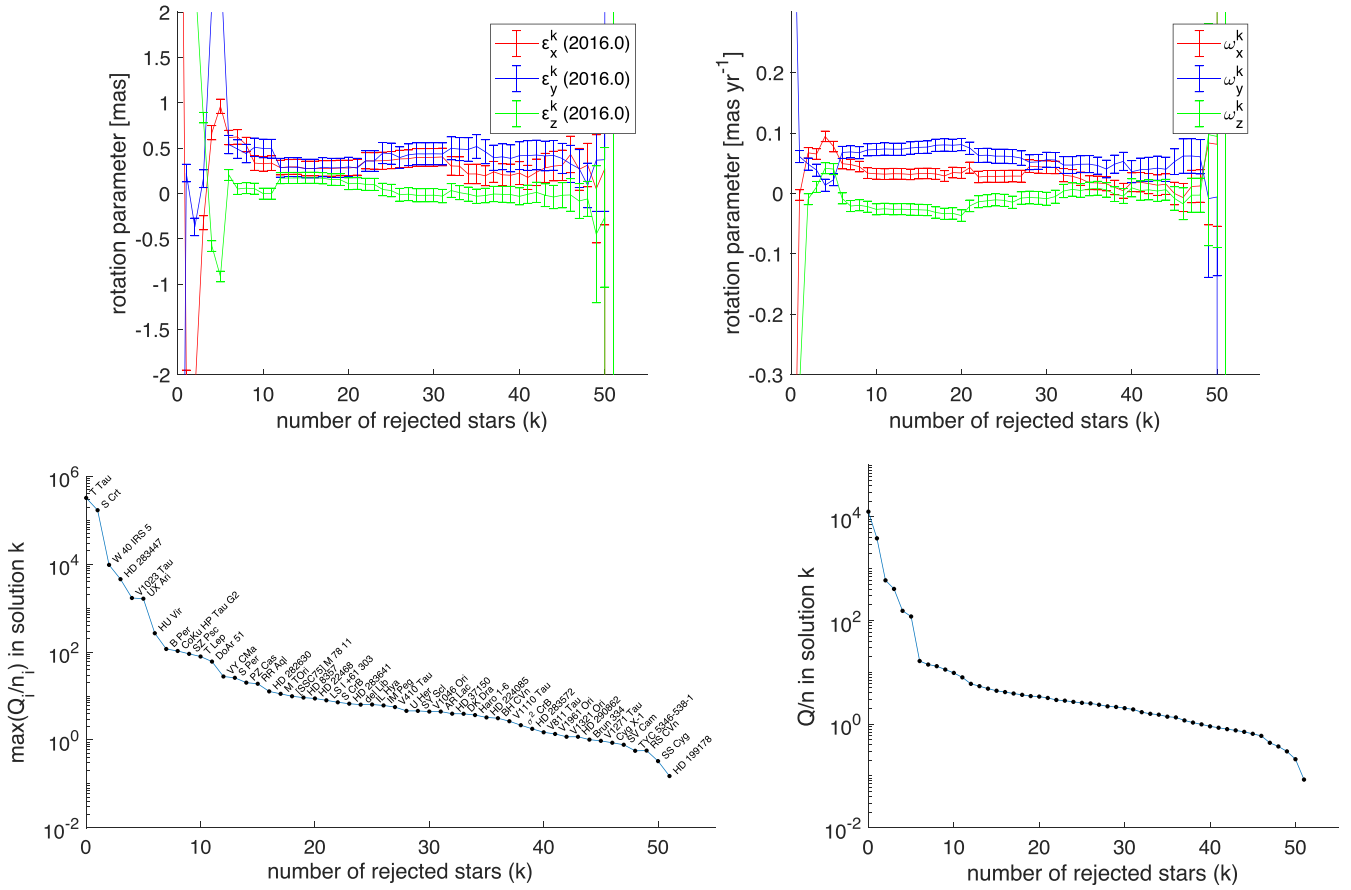 2
1.5
1
0.5
0
-0.5
-1
-1.5
-2
rotation parameter [mas]
0
10
20
30
40
50
number of rejected stars (k)
ε_x^k (2016.0)
ε_y^k (2016.0)
ε_z^k (2016.0)
0.2
0.1
0
-0.1
-0.2
-0.3
rotation parameter [mas yr^-1]
0
10
20
30
40
50
number of rejected stars (k)
ω_x^k
ω_y^k
ω_z^k
10^6
10^4
10^2
10^0
10^-2
max(Q_i/n_i) in solution k
T Tau
S Crt
W 40 IRS 5
HD 283447
V1023 Tau
UX Ari
HU Vir
B Per
CoKu HP Tau G2
SZ Psc
T Lep
DoAr 51
VY CMa
S Per
PZ Cas
RR Aql
HD 282630
M TOri
[SSC75] M 78 11
HD 8357
HD 22468
LS I +61 303
S CrB
HD 283641
del Lib
IL Hya
IM Peg
V410 Tau
U Her
SY Scl
V1046 Ori
AR Lac
HD 37150
DK Dra
Haro 1-6
HD 224085
BH CVn
V1110 Tau
σ^2 CrB
HD 283572
V811 Tau
V1961 Ori
V1321 Ori
HD 290862
Brun 334
V1271 Tau
Cyg X-1
SV Cam
TYC 5346-538-1
RS CVn
SS Cyg
HD 199178
0
10
20
30
40
50
number of rejected stars (k)
10^4
10^2
10^0
10^-2
Q/n in solution k
0
10
20
30
40
50
number of rejected stars (k)